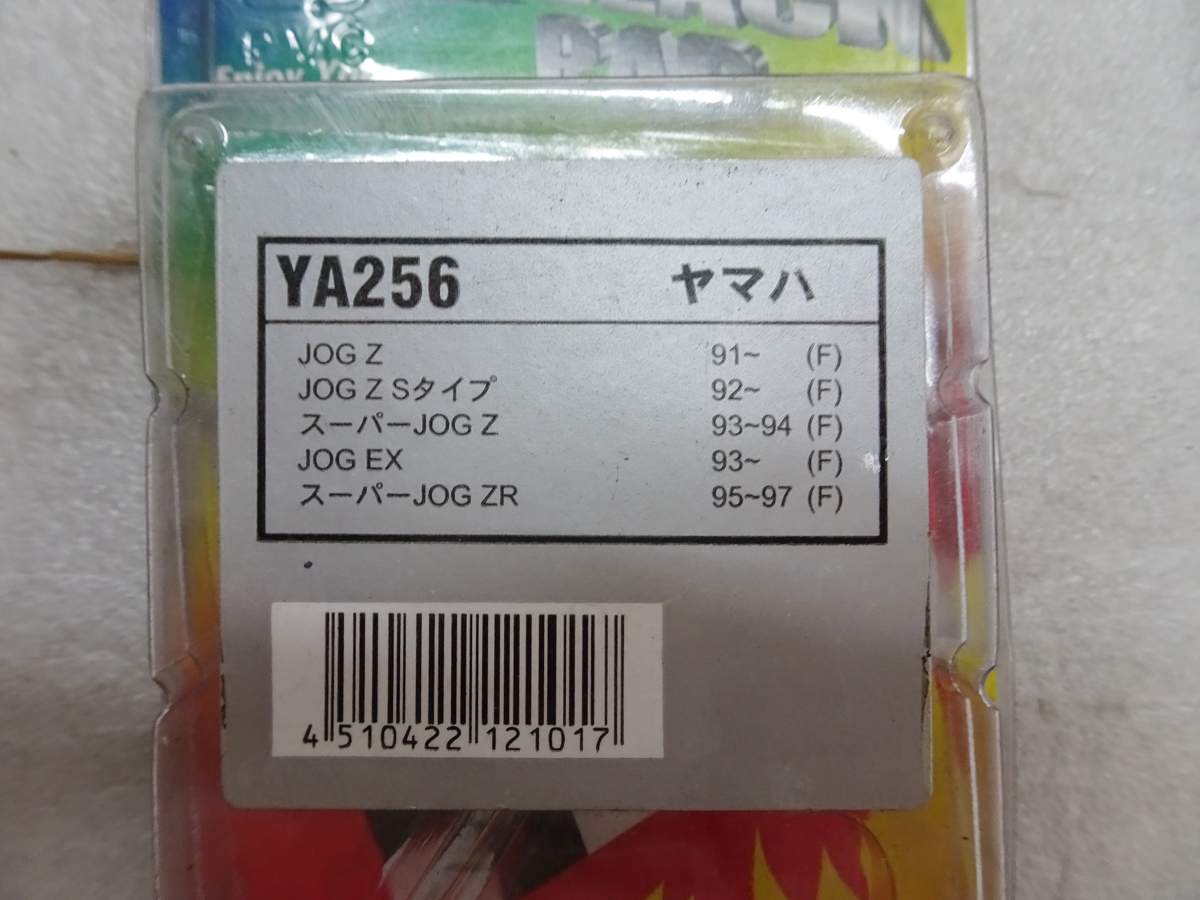 Enjoy
YA256 ヤマハ
JOG Z 91~ (F)
JOG Z Sタイプ 92~ (F)
スーパーJOG Z 93~94 (F)
JOG EX 93~ (F)
スーパーJOG ZR 95~97 (F)
4 510422 121017